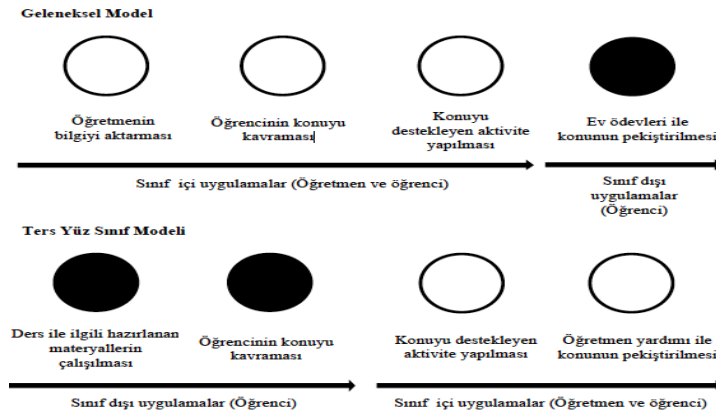 Geleneksel Model
Öğretmenin
bilgiyi aktarması
Öğrencinin konuyu
kavraması
Konuyu
destekleyen aktivite
yapılması
Ev ödevleri ile
konunun pekiştirilmesi
Sınıf içi uygulamalar (Öğretmen ve öğrenci)
Sınıf dışı
uygulamalar
(Öğrenci)
Ters Yüz Sınıf Modeli
Ders ile ilgili hazırlanan
materyallerin
çalışılması
Öğrencinin konuyu
kavraması
Konuyu destekleyen
aktivite yapılması
Öğretmen yardımı ile
konunun pekiştirilmesi
Sınıf dışı uygulamalar (Öğrenci)
Sınıf içi uygulamalar (Öğretmen ve öğrenci)